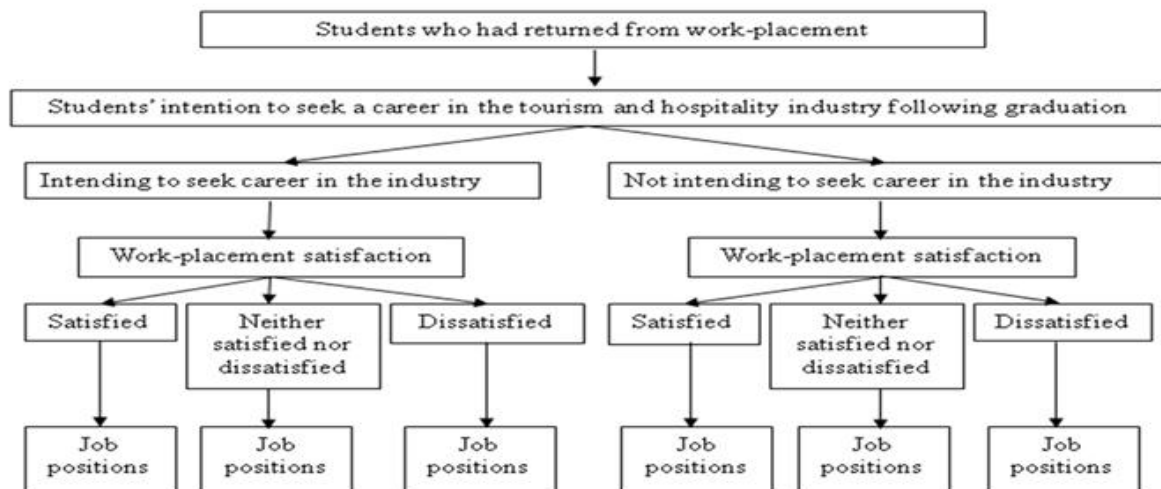 Students who had returned from work-placement
Students' intention to seek a career in the tourism and hospitality industry following graduation
Intending to seek career in the industry
Not intending to seek career in the industry
Work-placement satisfaction
Work-placement satisfaction
Satisfied
Neither
satisfied nor
dissatisfied
Dissatisfied
Satisfied
Neither
satisfied nor
dissatisfied
Dissatisfied
Job
positions
Job
positions
Job
positions
Job
positions
Job
positions
Job
positions